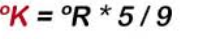 ºK = ºR * 5 / 9